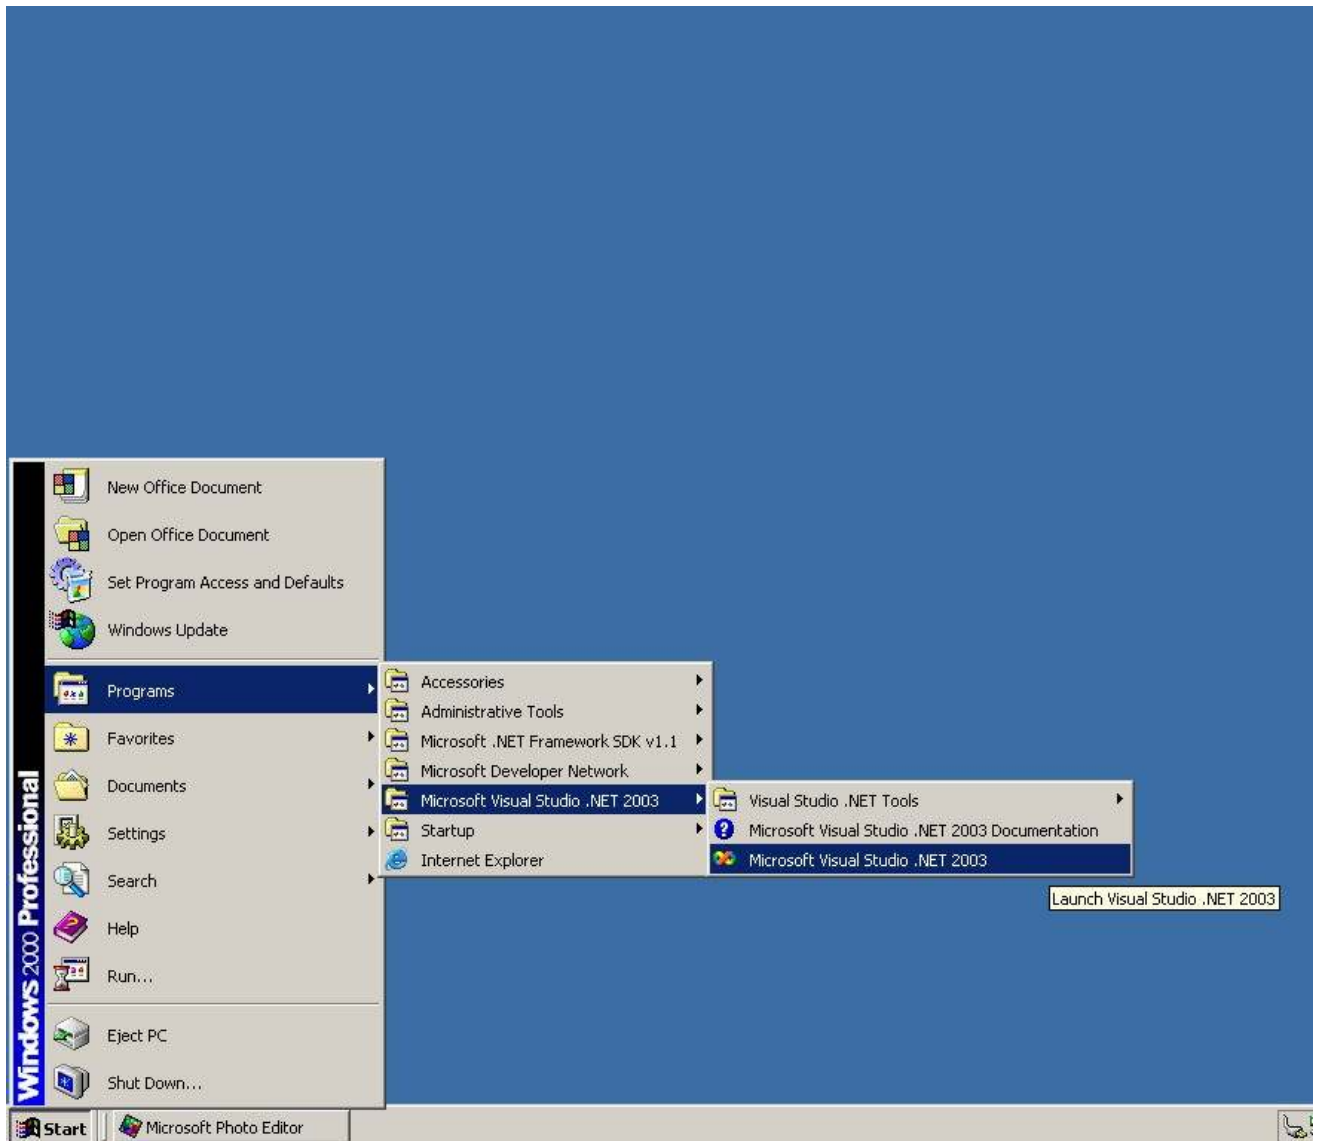 New Office Document
Open Office Document
Set Program Access and Defaults
Windows Update
Programs
Favorites
Documents
Settings
Search
Help
Run...
Eject PC
Shut Down...
Windows 2000 Professional
Accessories
Administrative Tools
Microsoft .NET Framework SDK v1.1
Microsoft Developer Network
Microsoft Visual Studio .NET 2003
Startup
Internet Explorer
Visual Studio .NET Tools
Microsoft Visual Studio .NET 2003 Documentation
Microsoft Visual Studio .NET 2003
Launch Visual Studio .NET 2003
Start
Microsoft Photo Editor